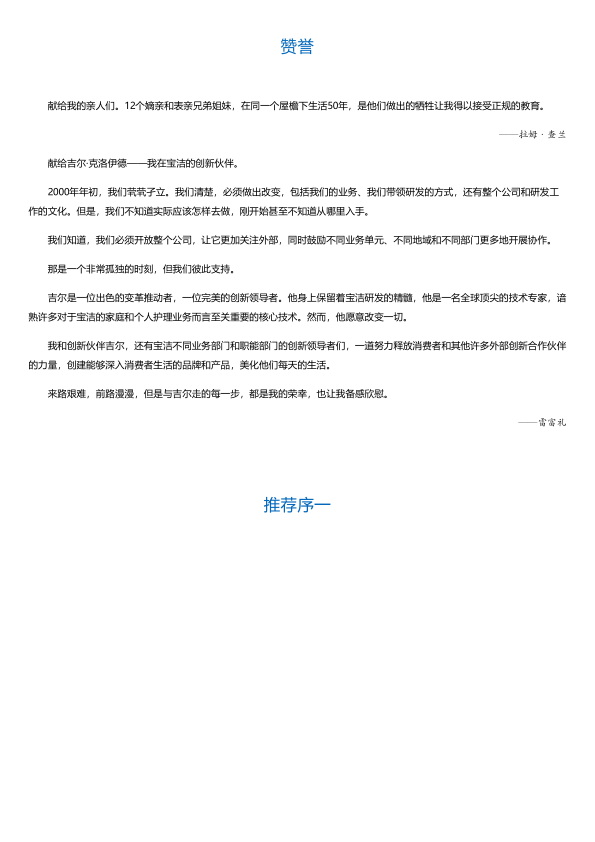 赞誉
献给我的亲人们。12个嫡亲和表亲兄弟姐妹，在同一个屋檐下生活50年，是他们做出的牺牲让我得以接受正规的教育。
——拉姆·查兰
献给吉尔·克洛伊德——我在宝洁的创新伙伴。
2000年年初，我们茕茕孑立。我们清楚，必须做出改变，包括我们的业务、我们带领研发的方式，还有整个公司和研发工
作的文化。但是，我们不知道实际应该怎样去做，刚开始甚至不知道从哪里入手。
我们知道，我们必须开放整个公司，让它更加关注外部，同时鼓励不同业务单元、不同地域和不同部门更多地开展协作。
那是一个非常孤独的时刻，但我们彼此支持。
吉尔是一位出色的变革推动者，一位完美的创新领导者。他身上保留着宝洁研发的精髓，他是一名全球顶尖的技术专家，谙
熟许多对于宝洁的家庭和个人护理业务而言至关重要的核心技术。然而，他愿意改变一切。
我和创新伙伴吉尔，还有宝洁不同业务部门和职能部门的创新领导者们，一道努力释放消费者和其他许多外部创新合作伙伴
的力量，创建能够深入消费者生活的品牌和产品，美化他们每天的生活。
来路艰难，前路漫漫，但是与吉尔走的每一步，都是我的荣幸，也让我备感欣慰。
——雷富礼
推荐序一